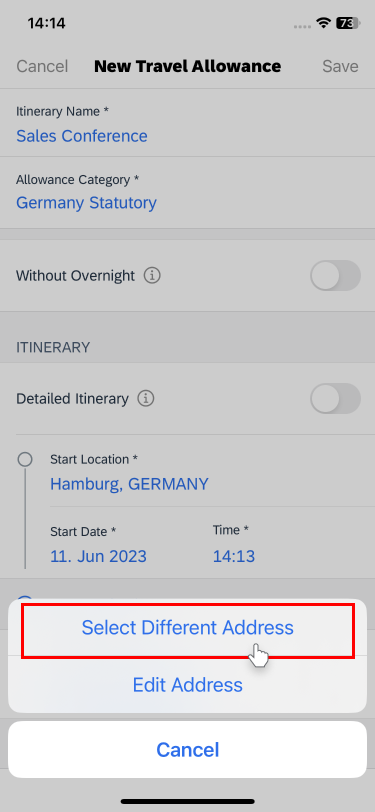 14:14
73
Cancel New Travel Allowance Save
Itinerary Name *
Sales Conference
Allowance Category *
Germany Statutory
Without Overnight
ITINERARY
Detailed Itinerary
Start Location *
Hamburg, GERMANY
Start Date * Time *
11. Jun 2023 14:13
Select Different Address
Edit Address
Cancel